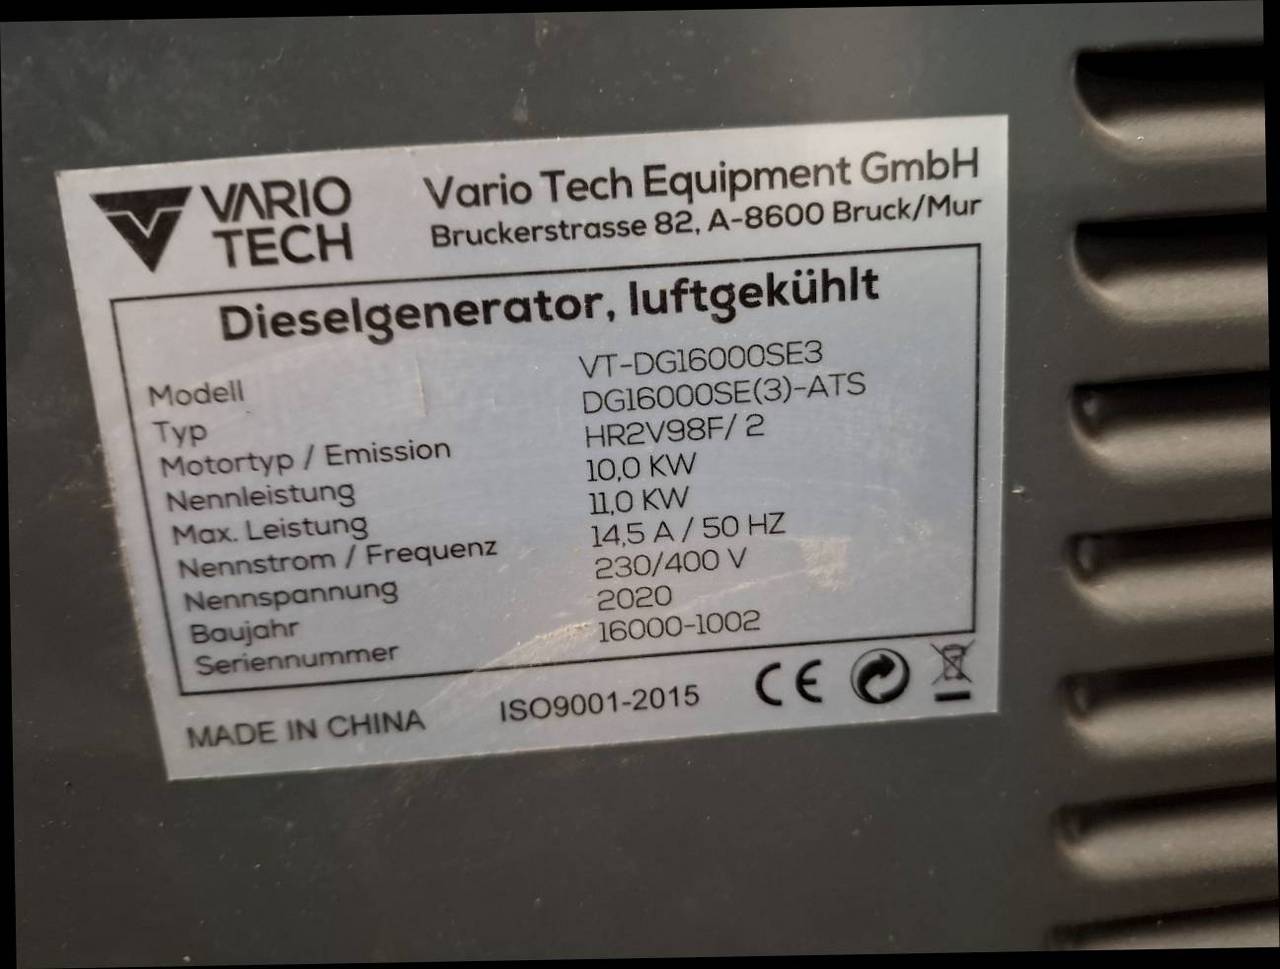 VARIO
TECH
Vario Tech Equipment GmbH
Bruckerstrasse 82, A-8600 Bruck/Mur
Dieselgenerator, luftgekühlt
Modell VT-DG16000SE3
Typ DG16000SE(3)-ATS
Motortyp / Emission HR2V98F/ 2
Nennleistung 10,0 KW
Max. Leistung 11,0 KW
Nennstrom / Frequenz 14,5 A / 50 HZ
Nennspannung 230/400 V
Baujahr 2020
Seriennummer 16000-1002
MADE IN CHINA ISO9001-2015 CE